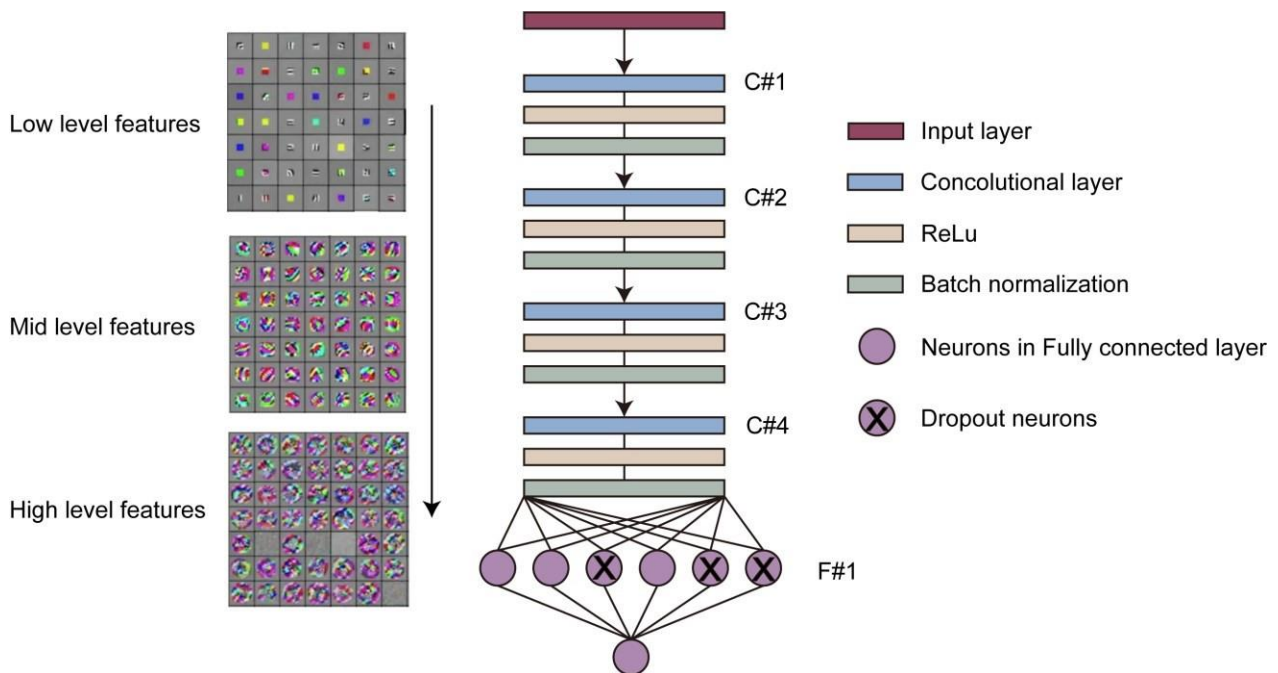 Low level features
Mid level features
High level features
C#1
C#2
C#3
C#4
X
X
X
F#1
Input layer
Concolutional layer
ReLu
Batch normalization
Neurons in Fully connected layer
X
Dropout neurons